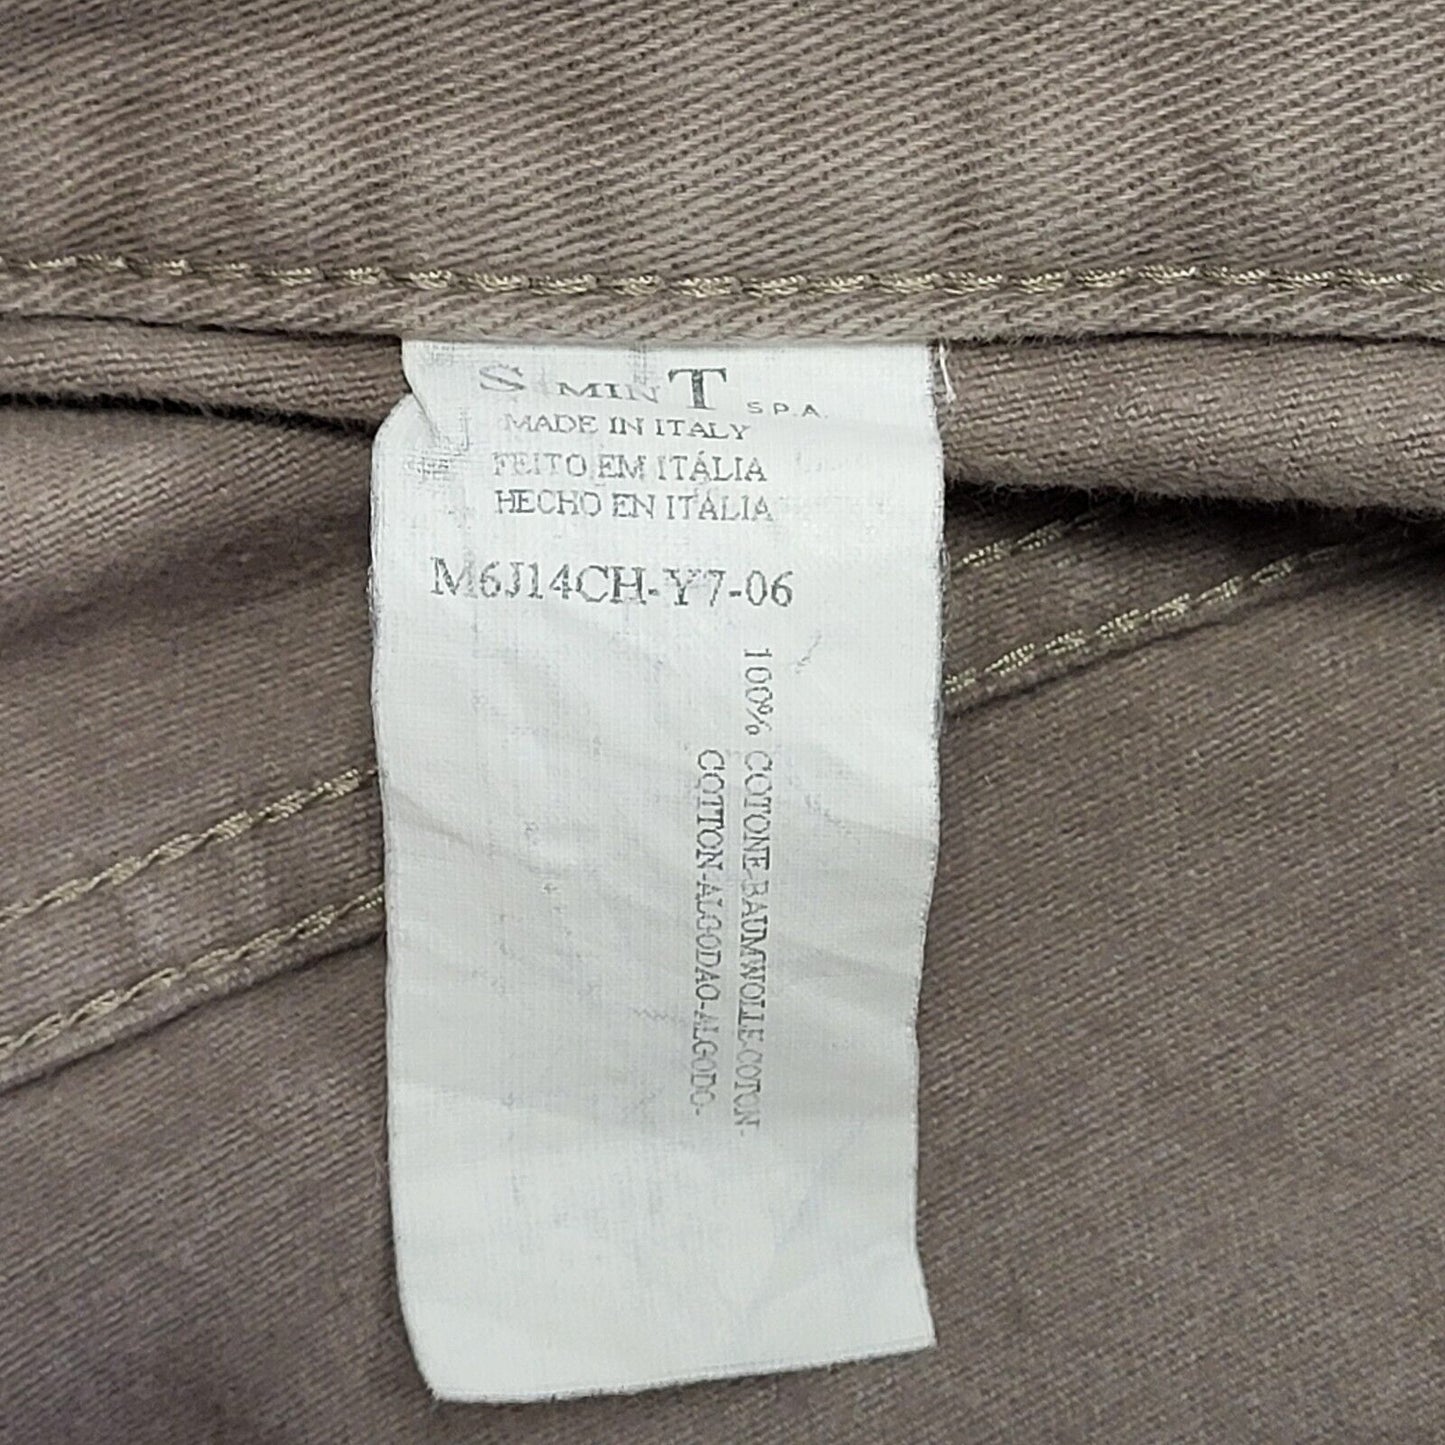 SIMINT S.P.A.
MADE IN ITALY
FEITO EM ITÁLIA
HECHO EN ITÁLIA
M6J14CH-Y7-06
100% COTONE-BAUMWOLLE-COTON-
COTTON-ALGODAO-ALGODO-